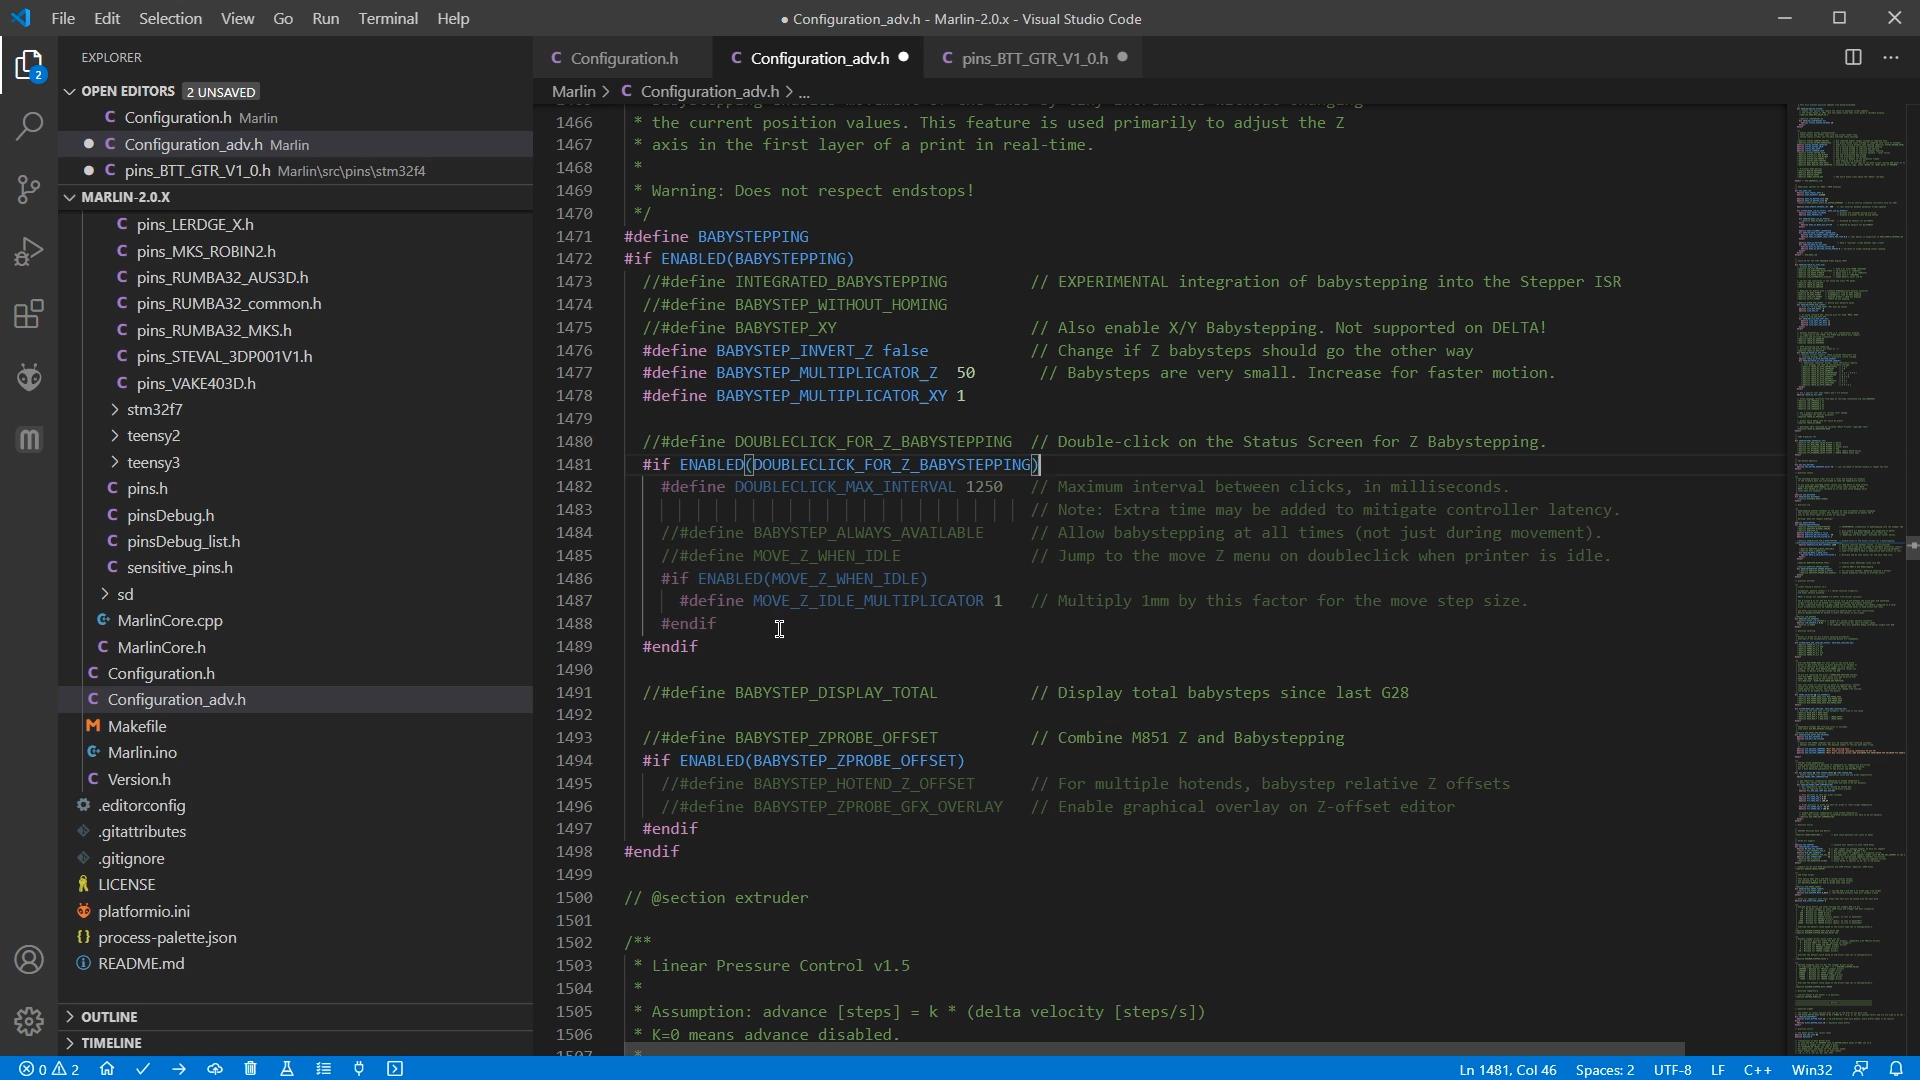 File Edit Selection View Go Run Terminal Help
● Configuration_adv.h - Marlin-2.0.x - Visual Studio Code
EXPLORER
OPEN EDITORS 2 UNSAVED
C Configuration.h Marlin
● C Configuration_adv.h Marlin
● C pins_BTT_GTR_V1_0.h Marlin\src\pins\stm32f4
MARLIN-2.0.X
C pins_LERDGE_X.h
C pins_MKS_ROBIN2.h
C pins_RUMBA32_AUS3D.h
C pins_RUMBA32_common.h
C pins_RUMBA32_MKS.h
C pins_STEVAL_3DP001V1.h
C pins_VAKE403D.h
> stm32f7
> teensy2
> teensy3
C pins.h
C pinsDebug.h
C pinsDebug_list.h
C sensitive_pins.h
> sd
MarlinCore.cpp
C MarlinCore.h
C Configuration.h
C Configuration_adv.h
M Makefile
Marlin.ino
C Version.h
.editorconfig
.gitattributes
.gitignore
LICENSE
platformio.ini
{} process-palette.json
README.md
> OUTLINE
> TIMELINE
2
C Configuration.h C Configuration_adv.h ● C pins_BTT_GTR_V1_0.h ●
Marlin > C Configuration_adv.h > ...
1466 * the current position values. This feature is used primarily to adjust the Z
1467 * axis in the first layer of a print in real-time.
1468 *
1469 * Warning: Does not respect endstops!
1470 */
1471 #define BABYSTEPPING
1472 #if ENABLED(BABYSTEPPING)
1473 //#define INTEGRATED_BABYSTEPPING // EXPERIMENTAL integration of babystepping into the Stepper ISR
1474 //#define BABYSTEP_WITHOUT_HOMING
1475 //#define BABYSTEP_XY // Also enable X/Y Babystepping. Not supported on DELTA!
1476 #define BABYSTEP_INVERT_Z false // Change if Z babysteps should go the other way
1477 #define BABYSTEP_MULTIPLICATOR_Z 50 // Babysteps are very small. Increase for faster motion.
1478 #define BABYSTEP_MULTIPLICATOR_XY 1
1479
1480 //#define DOUBLECLICK_FOR_Z_BABYSTEPPING // Double-click on the Status Screen for Z Babystepping.
1481 #if ENABLED(DOUBLECLICK_FOR_Z_BABYSTEPPING)
1482 #define DOUBLECLICK_MAX_INTERVAL 1250 // Maximum interval between clicks, in milliseconds.
1483 // Note: Extra time may be added to mitigate controller latency.
1484 //#define BABYSTEP_ALWAYS_AVAILABLE // Allow babystepping at all times (not just during movement).
1485 //#define MOVE_Z_WHEN_IDLE // Jump to the move Z menu on doubleclick when printer is idle.
1486 #if ENABLED(MOVE_Z_WHEN_IDLE)
1487 #define MOVE_Z_IDLE_MULTIPLICATOR 1 // Multiply 1mm by this factor for the move step size.
1488 #endif
1489 #endif
1490
1491 //#define BABYSTEP_DISPLAY_TOTAL // Display total babysteps since last G28
1492
1493 //#define BABYSTEP_ZPROBE_OFFSET // Combine M851 Z and Babystepping
1494 #if ENABLED(BABYSTEP_ZPROBE_OFFSET)
1495 //#define BABYSTEP_HOTEND_Z_OFFSET // For multiple hotends, babystep relative Z offsets
1496 //#define BABYSTEP_ZPROBE_GFX_OVERLAY // Enable graphical overlay on Z-offset editor
1497 #endif
1498 #endif
1499
1500 // @section extruder
1501
1502 /**
1503 * Linear Pressure Control v1.5
1504 *
1505 * Assumption: advance [steps] = k * (delta velocity [steps/s])
1506 * K=0 means advance disabled.
0 2 Ln 1481, Col 46 Spaces: 2 UTF-8 LF C++ Win32